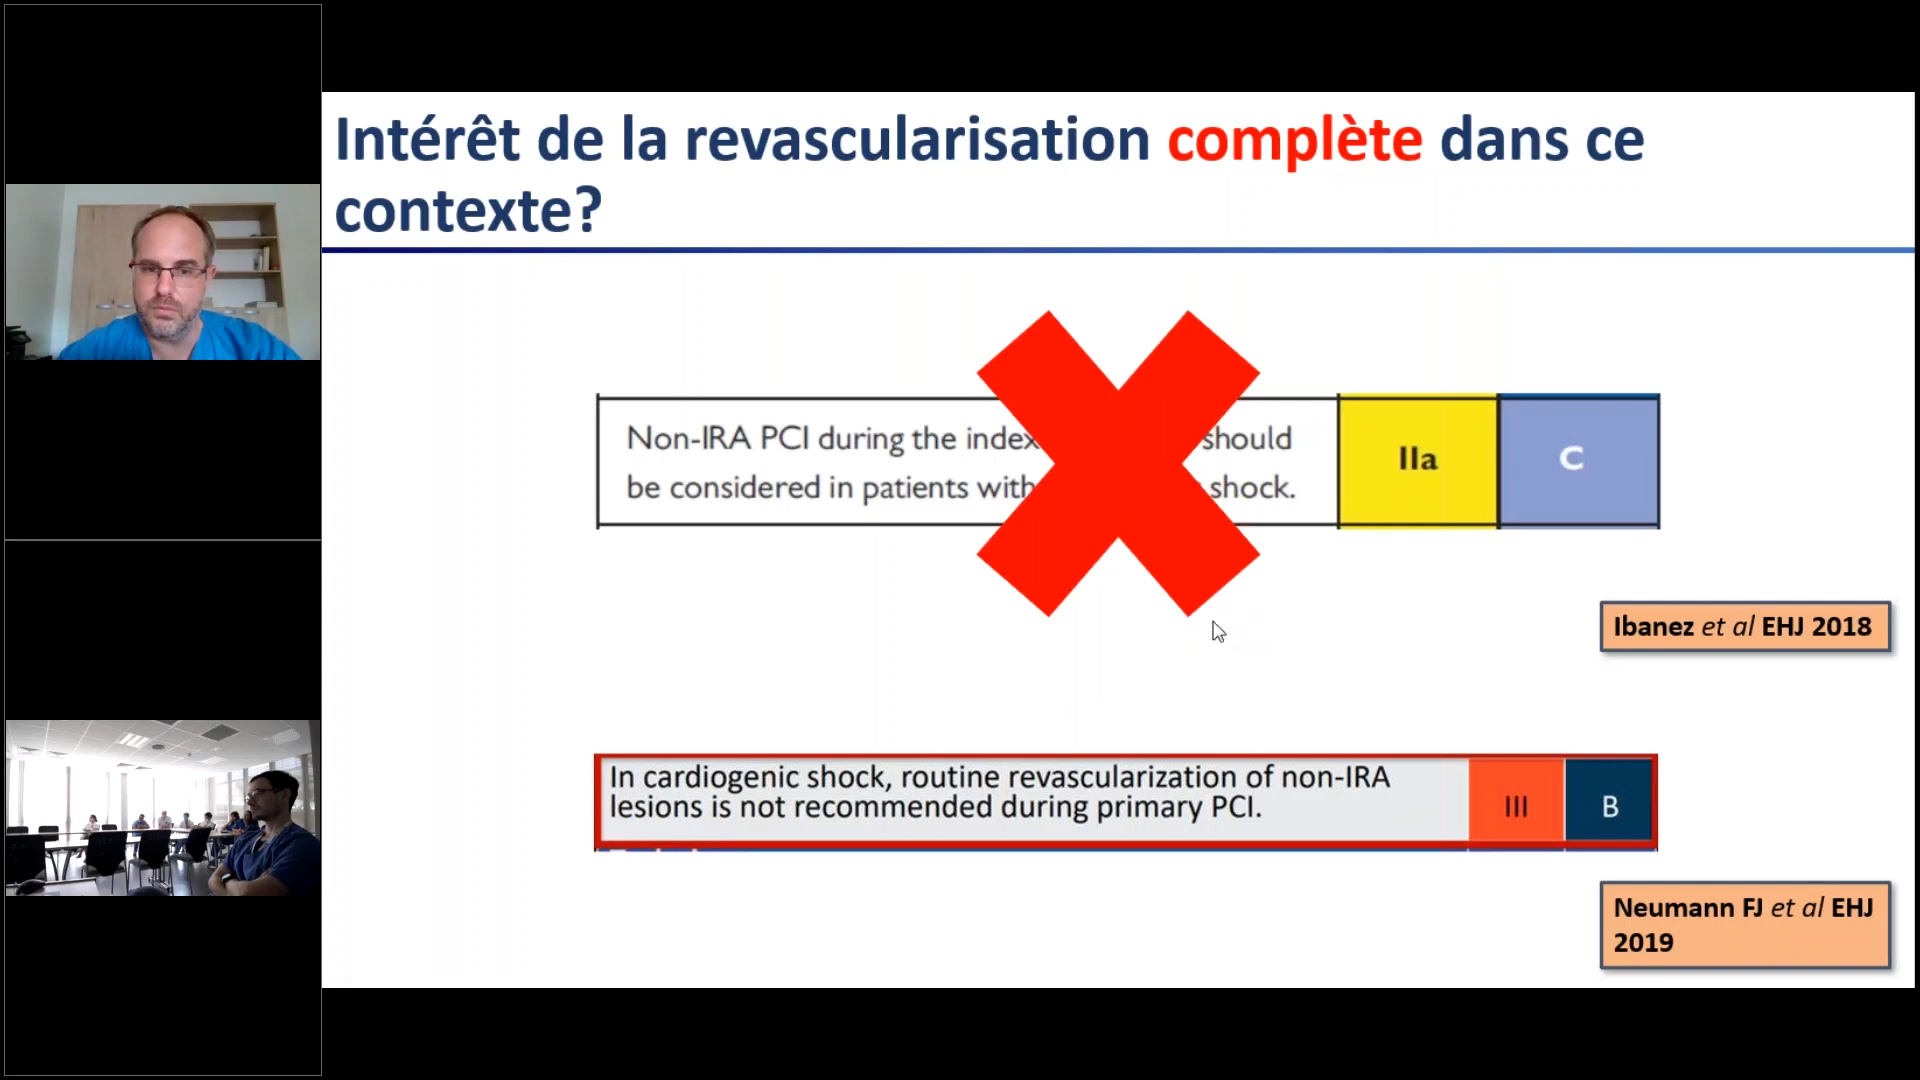 Intérêt de la revascularisation complète dans ce
contexte?
Non-IRA PCI during the index should
be considered in patients with shock.
IIa
C
Ibanez et al EHJ 2018
In cardiogenic shock, routine revascularization of non-IRA
lesions is not recommended during primary PCI.
III
B
Neumann FJ et al EHJ
2019